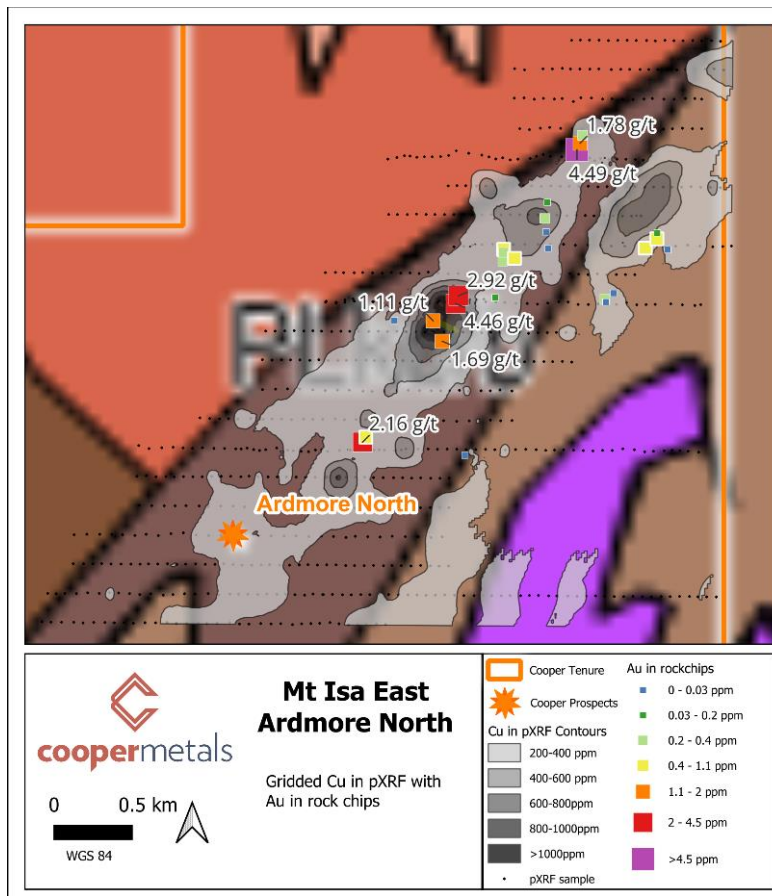 1.78 g/t
4.49 g/t
2.92 g/t
1.11 g/t
4.46 g/t
1.69 g/t
2.16 g/t
Ardmore North
coopermetals
0 0.5 km
WGS 84
Mt Isa East
Ardmore North
Gridded Cu in pXRF with
Au in rock chips
Cooper Tenure
Cooper Prospects
Cu in pXRF Contours
200-400 ppm
400-600 ppm
600-800ppm
800-1000ppm
>1000ppm
pXRF sample
Au in rockchips
0 - 0.03 ppm
0.03 - 0.2 ppm
0.2 - 0.4 ppm
0.4 - 1.1 ppm
1.1 - 2 ppm
2 - 4.5 ppm
>4.5 ppm